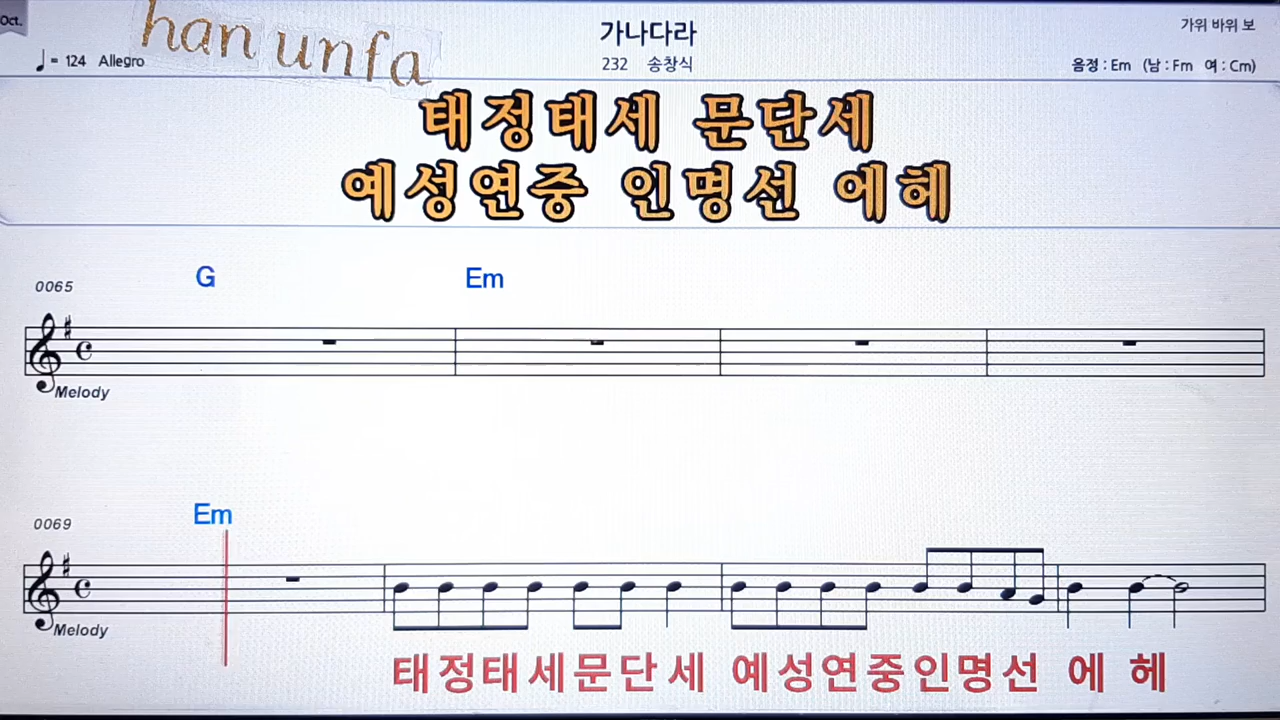 Oct.
han unfa
가나다라
가위 바위 보
♩= 124 Allegro
232 송창식
음정 : Em (남 : Fm 여 : Cm)
태정태세 문단세
예성연중 인명선 에헤
G Em
0065
Melody
Em
0069
Melody
태정태세문단세 예성연중인명선 에 헤